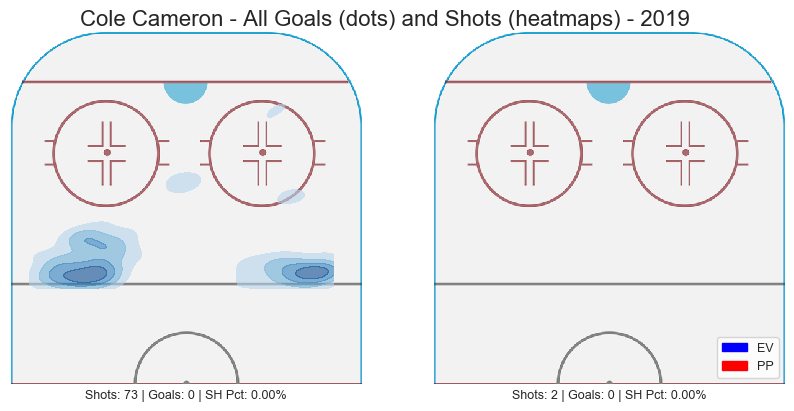 Cole Cameron - All Goals (dots) and Shots (heatmaps) - 2019
EV
PP
Shots: 73 | Goals: 0 | SH Pct: 0.00%
Shots: 2 | Goals: 0 | SH Pct: 0.00%